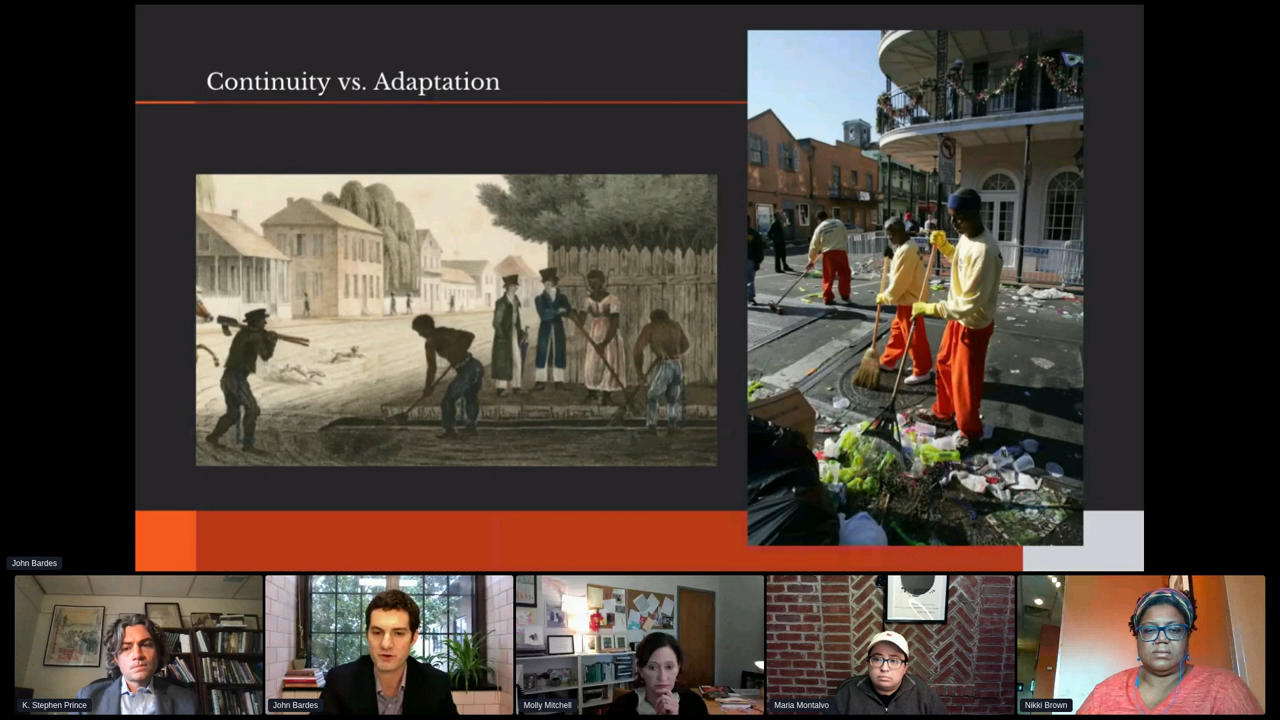 Continuity vs. Adaptation
John Bardes
K. Stephen Prince
John Bardes
Molly Mitchell
Maria Montalvo
Nikki Brown